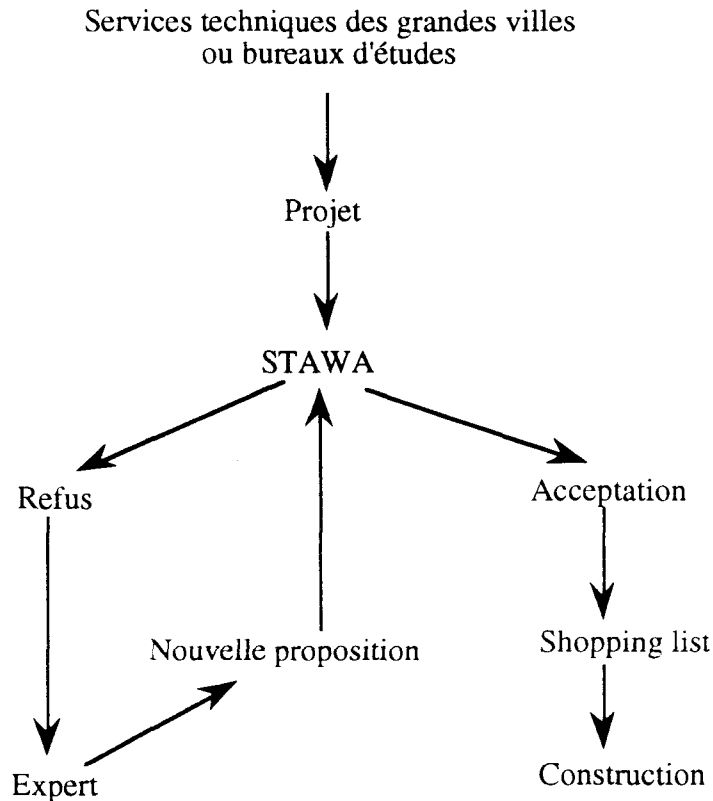 Services techniques des grandes villes
ou bureaux d'études
Projet
STAWA
Refus
Acceptation
Nouvelle proposition
Shopping list
Expert
Construction